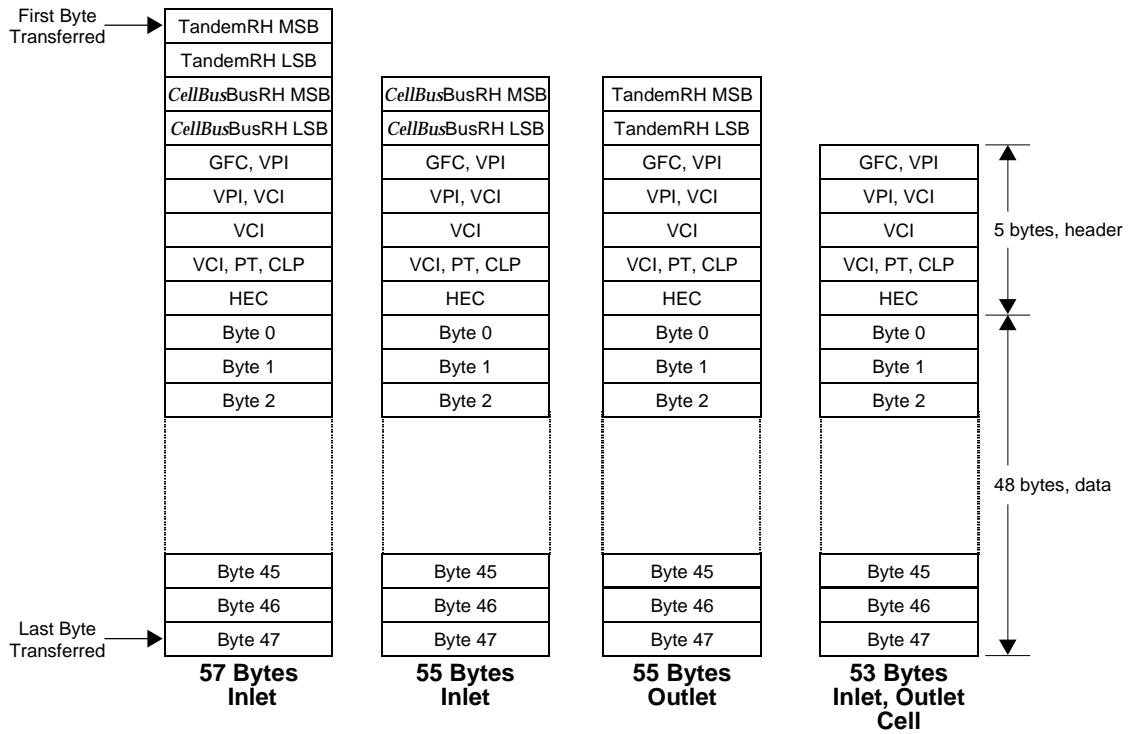 First Byte
Transferred
TandemRH MSB
TandemRH LSB
CellBusBusRH MSB
CellBusBusRH LSB
GFC, VPI
VPI, VCI
VCI
VCI, PT, CLP
HEC
Byte 0
Byte 1
Byte 2
Byte 45
Byte 46
Last Byte
Transferred
Byte 47
57 Bytes
Inlet
CellBusBusRH MSB
CellBusBusRH LSB
GFC, VPI
VPI, VCI
VCI
VCI, PT, CLP
HEC
Byte 0
Byte 1
Byte 2
Byte 45
Byte 46
Byte 47
55 Bytes
Inlet
TandemRH MSB
TandemRH LSB
GFC, VPI
VPI, VCI
VCI
VCI, PT, CLP
HEC
Byte 0
Byte 1
Byte 2
Byte 45
Byte 46
Byte 47
55 Bytes
Outlet
GFC, VPI
VPI, VCI
VCI
VCI, PT, CLP
HEC
Byte 0
Byte 1
Byte 2
Byte 45
Byte 46
Byte 47
53 Bytes
Inlet, Outlet
Cell
5 bytes, header
48 bytes, data